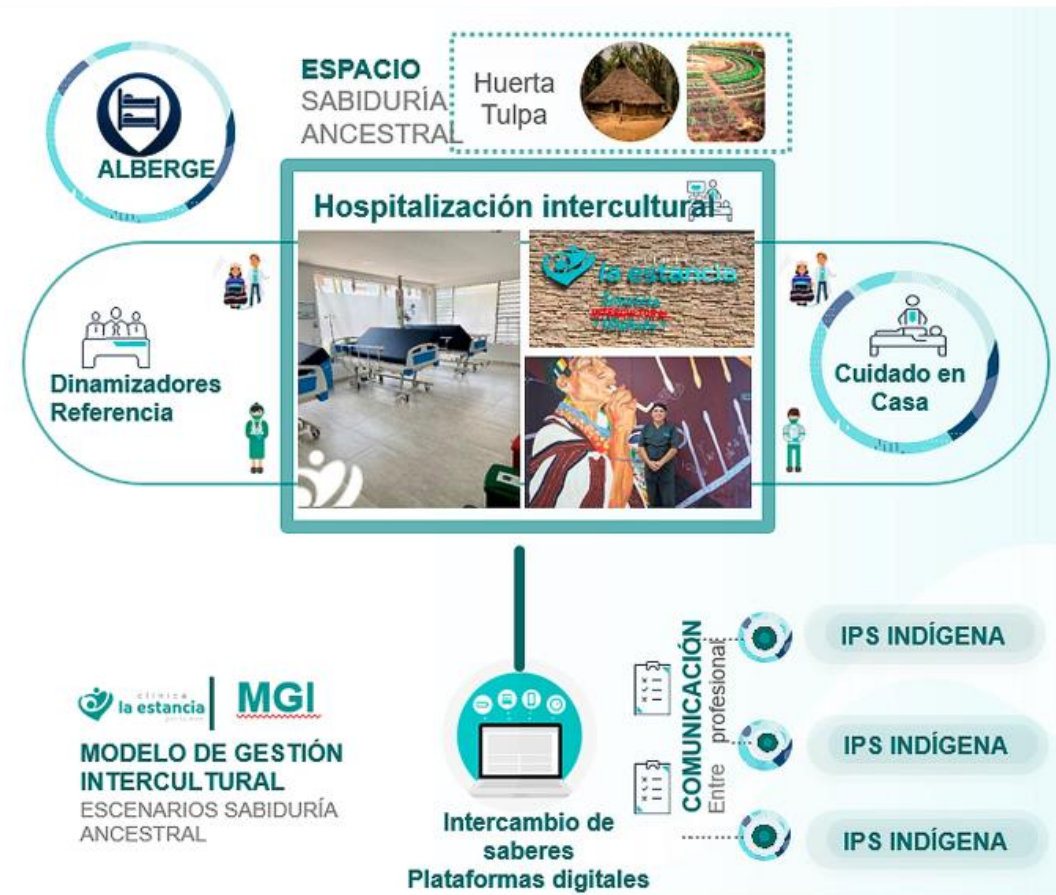 ALBERGE
ESPACIO
SABIDURÍA
ANCESTRAL
Huerta
Tulpa
Hospitalización intercultural
la estancia
Dinamizadores
Referencia
Cuidado en
Casa
clínica
la estancia
MGI
MODELO DE GESTIÓN
INTERCULTURAL
ESCENARIOS SABIDURÍA
ANCESTRAL
Intercambio de
saberes
Plataformas digitales
COMUNICACIÓN
Entre profesional
IPS INDÍGENA
IPS INDÍGENA
IPS INDÍGENA